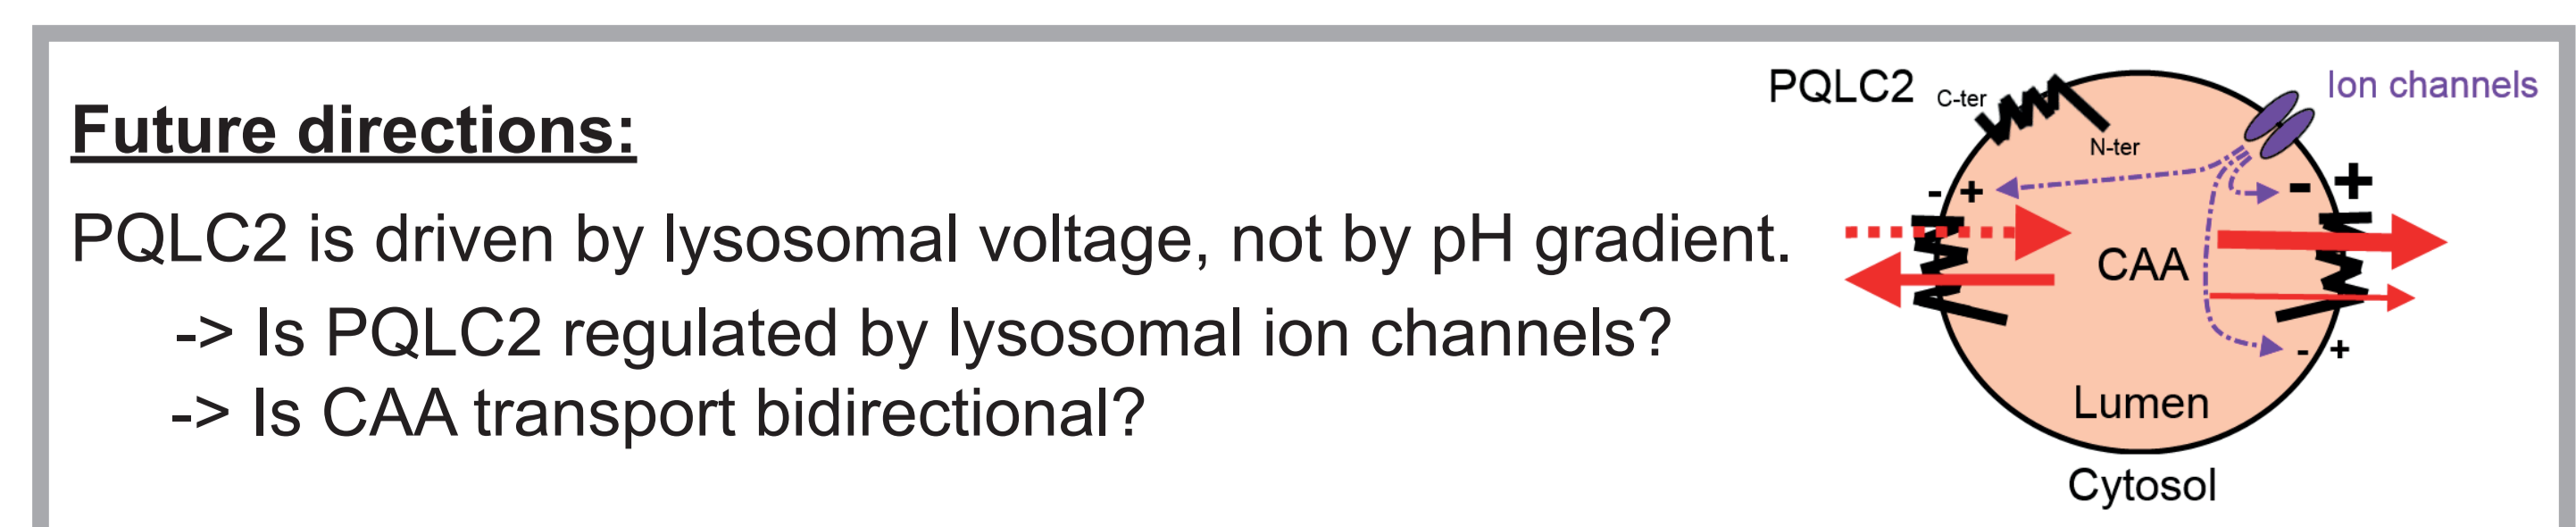 Future directions:
PQLC2 is driven by lysosomal voltage, not by pH gradient.
-> Is PQLC2 regulated by lysosomal ion channels?
-> Is CAA transport bidirectional?
PQLC2
C-ter
N-ter
Ion channels
- +
- +
CAA
- +
Lumen
Cytosol